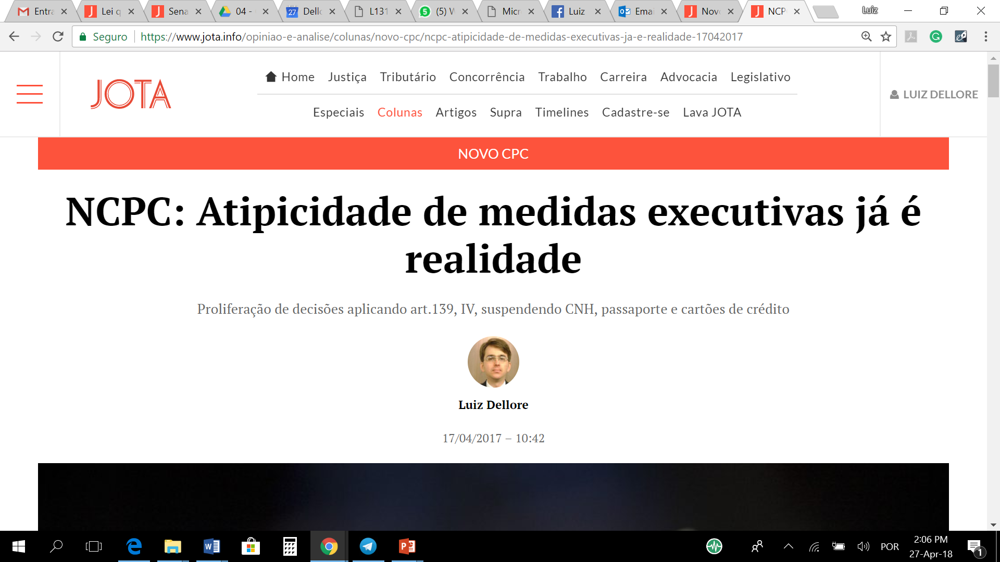 Entra
Lei q
Sena
04 -
27
Dello
L131
5
(5) W
Micr
Luiz
Emai
Novo
NCP
Luiz
Seguro
https://www.jota.info/opiniao-e-analise/colunas/novo-cpc/ncpc-atipicidade-de-medidas-executivas-ja-e-realidade-17042017
JOTA
Home Justiça Tributário Concorrência Trabalho Carreira Advocacia Legislativo
Especiais Colunas Artigos Supra Timelines Cadastre-se Lava JOTA
LUIZ DELLORE
NOVO CPC
NCPC: Atipicidade de medidas executivas já é
realidade
Proliferação de decisões aplicando art.139, IV, suspendendo CNH, passaporte e cartões de crédito
Luiz Dellore
17/04/2017 – 10:42
POR
2:06 PM
27-Apr-18
1